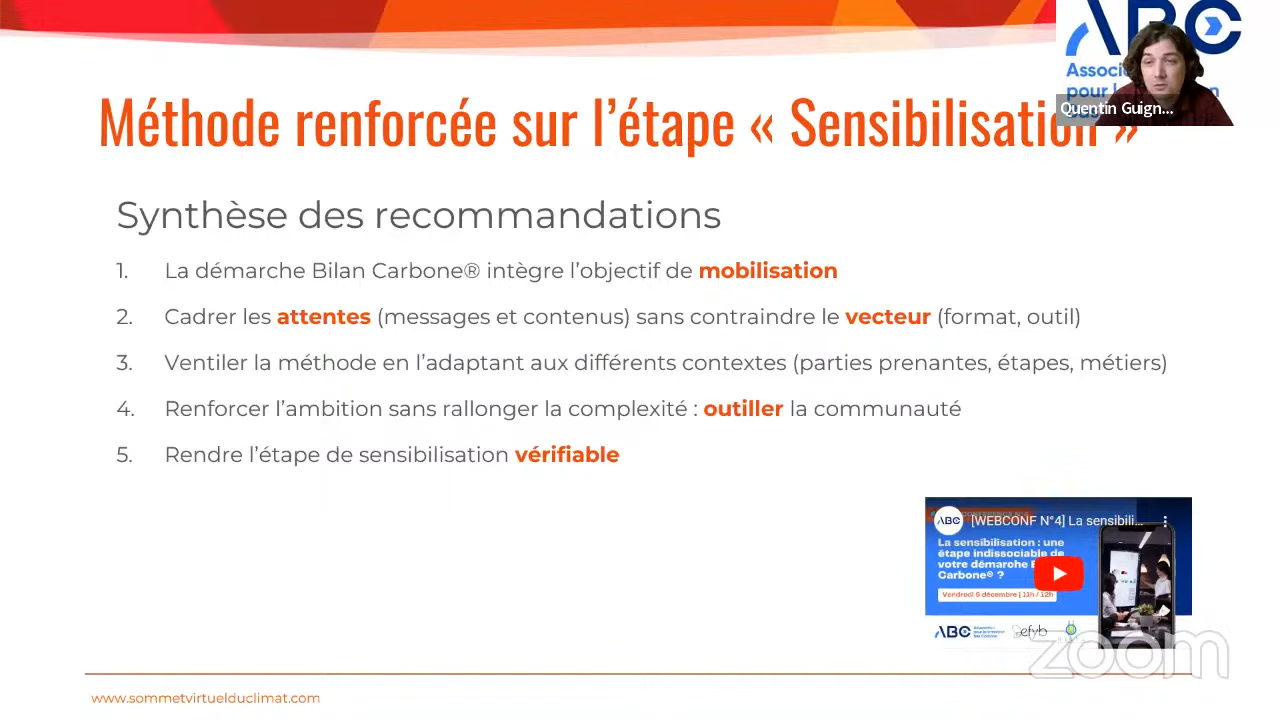 ABC
Associ
pour l
Quentin Guign...
Méthode renforcée sur l’étape « Sensibilisation »
Synthèse des recommandations
1. La démarche Bilan Carbone® intègre l’objectif de mobilisation
2. Cadrer les attentes (messages et contenus) sans contraindre le vecteur (format, outil)
3. Ventiler la méthode en l’adaptant aux différents contextes (parties prenantes, étapes, métiers)
4. Renforcer l’ambition sans rallonger la complexité : outiller la communauté
5. Rendre l’étape de sensibilisation vérifiable
ABC
[WEBCONF N°4] La sensibili...
La sensibilisation : une
étape indissociable de
votre démarche B
Carbone® ?
Vendredi 9 décembre | 11h / 12h
ABC
efyb
zoom
www.sommetvirtuelduclimat.com